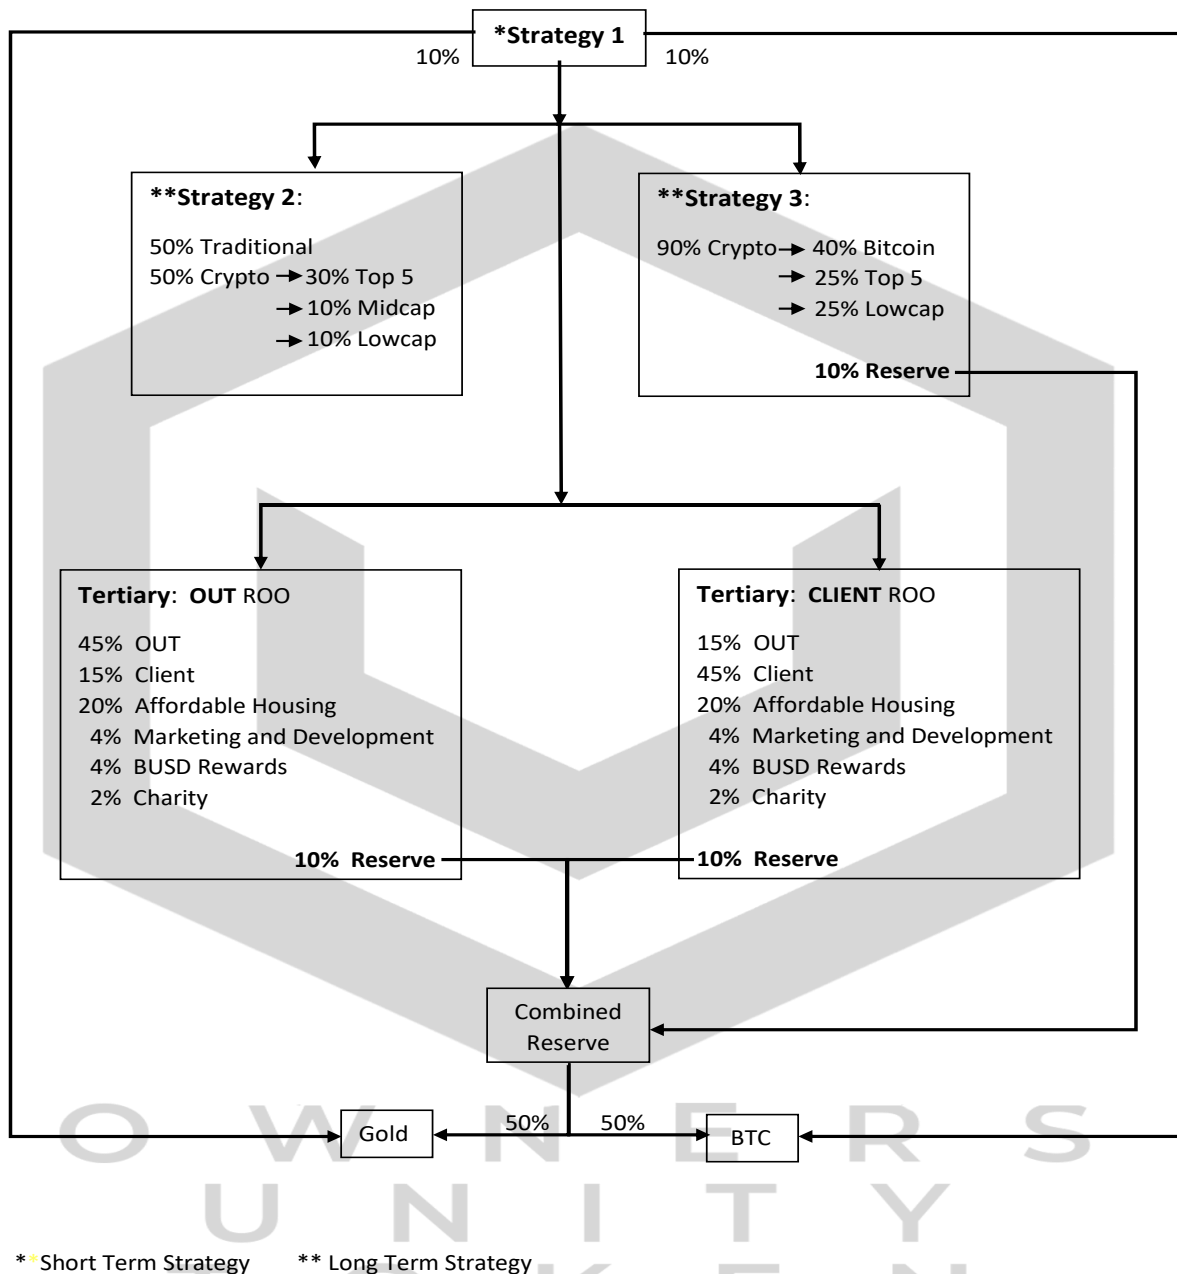 *Strategy 1
10%
10%
**Strategy 2:
50% Traditional
50% Crypto → 30% Top 5
→ 10% Midcap
→ 10% Lowcap
**Strategy 3:
90% Crypto → 40% Bitcoin
→ 25% Top 5
→ 25% Lowcap
10% Reserve
Tertiary: OUT ROO
45% OUT
15% Client
20% Affordable Housing
4% Marketing and Development
4% BUSD Rewards
2% Charity
10% Reserve
Tertiary: CLIENT ROO
15% OUT
45% Client
20% Affordable Housing
4% Marketing and Development
4% BUSD Rewards
2% Charity
10% Reserve
Combined
Reserve
Gold
50%
50%
BTC
OWNERS
UNITY
TOKEN
**Short Term Strategy
** Long Term Strategy